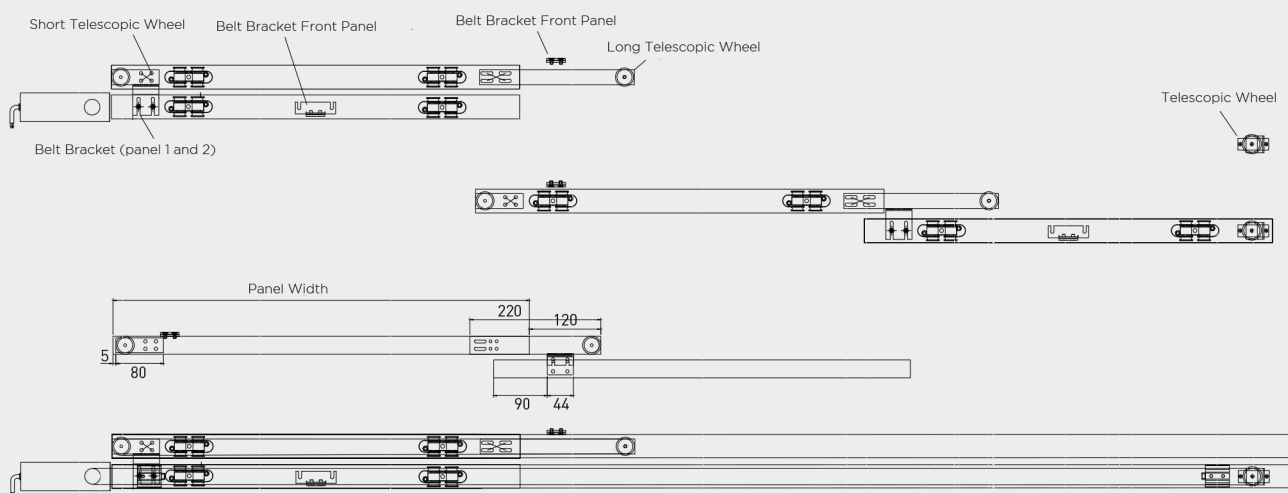 Short Telescopic Wheel
Belt Bracket Front Panel
Belt Bracket Front Panel
Long Telescopic Wheel
Telescopic Wheel
Belt Bracket (panel 1 and 2)
Panel Width
220
120
5
80
90
44